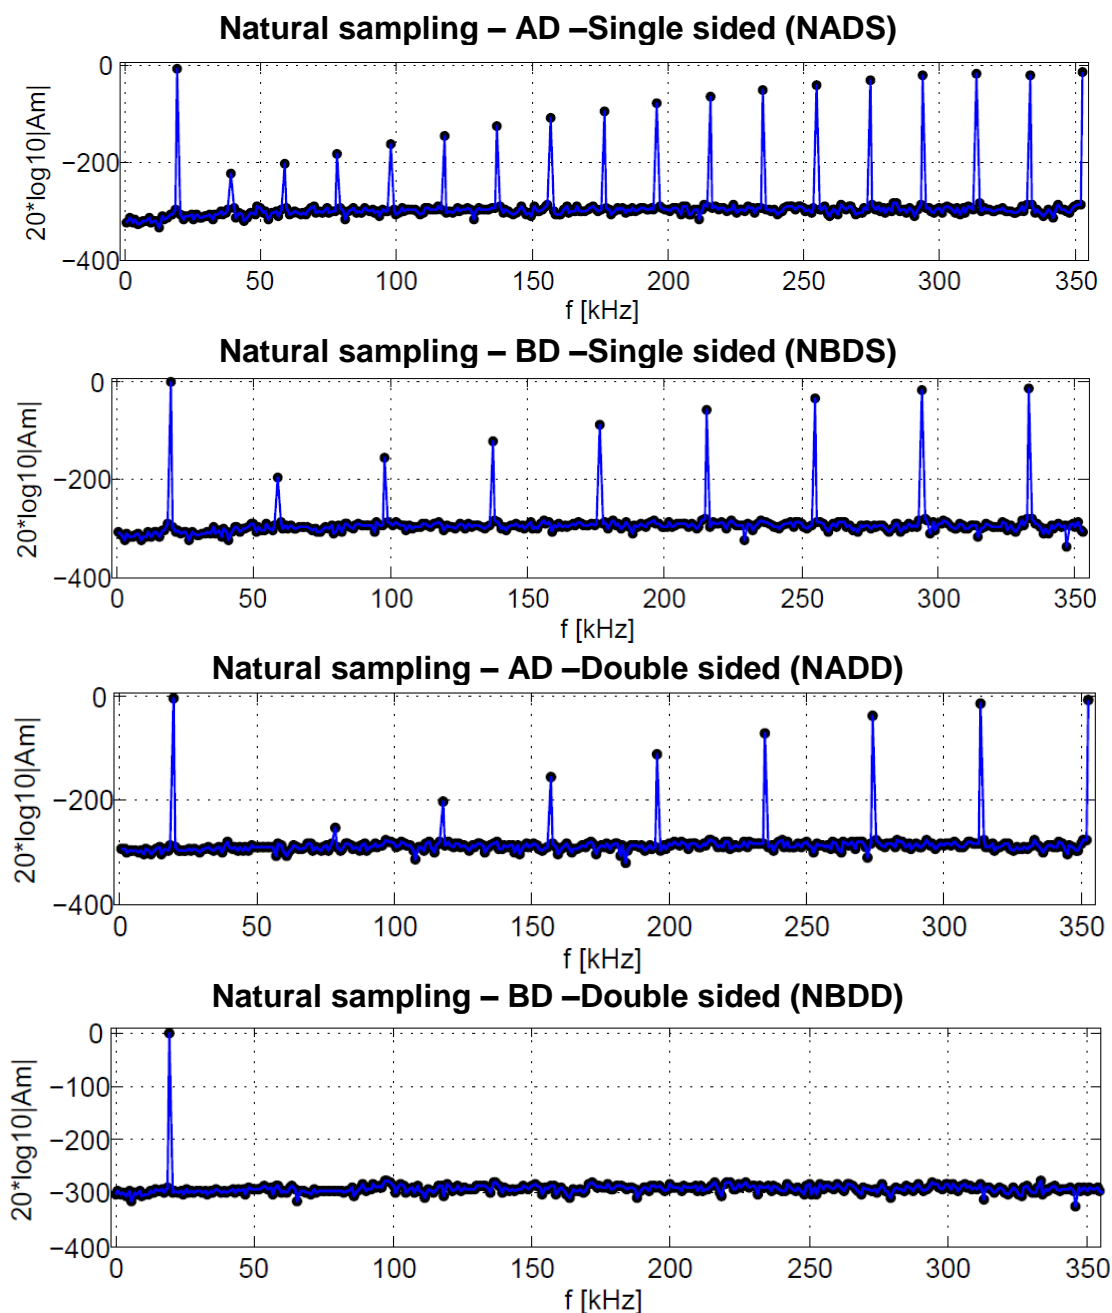 Natural sampling – AD –Single sided (NADS)
20*log10|Am|
0
−200
−400
0 50 100 150 200 250 300 350
f [kHz]
Natural sampling – BD –Single sided (NBDS)
20*log10|Am|
0
−200
−400
0 50 100 150 200 250 300 350
f [kHz]
Natural sampling – AD –Double sided (NADD)
20*log10|Am|
0
−200
−400
0 50 100 150 200 250 300 350
f [kHz]
Natural sampling – BD –Double sided (NBDD)
20*log10|Am|
0
−100
−200
−300
−400
0 50 100 150 200 250 300 350
f [kHz]